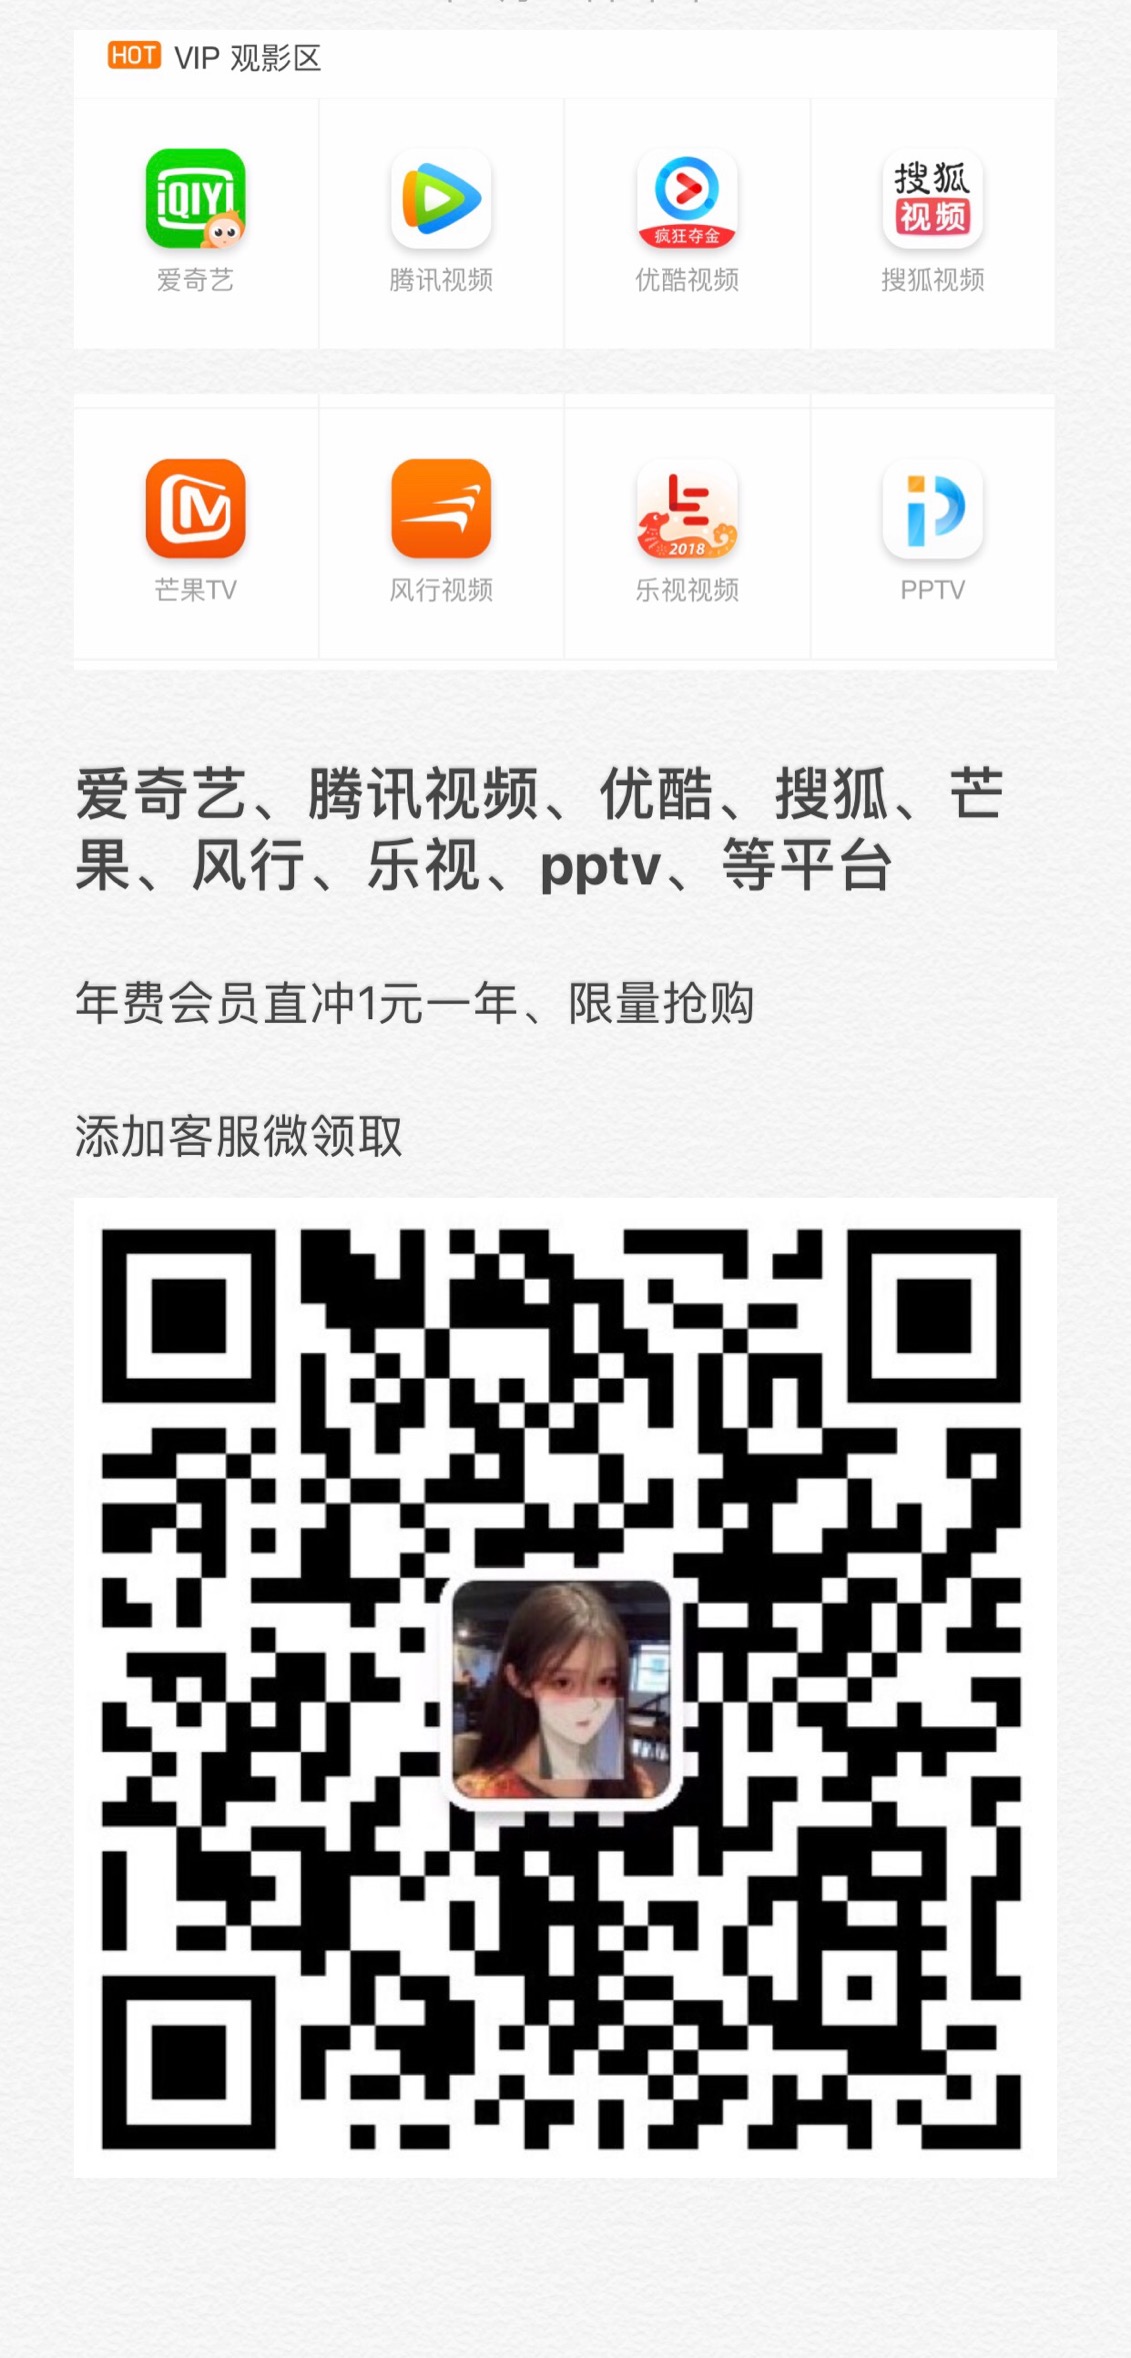 HOT VIP 观影区
iQIYI
疯狂夺金
搜狐
视频
爱奇艺 腾讯视频 优酷视频 搜狐视频
2018
芒果TV 风行视频 乐视视频 PPTV
爱奇艺、腾讯视频、优酷、搜狐、芒
果、风行、乐视、pptv、等平台
年费会员直冲1元一年、限量抢购
添加客服微领取